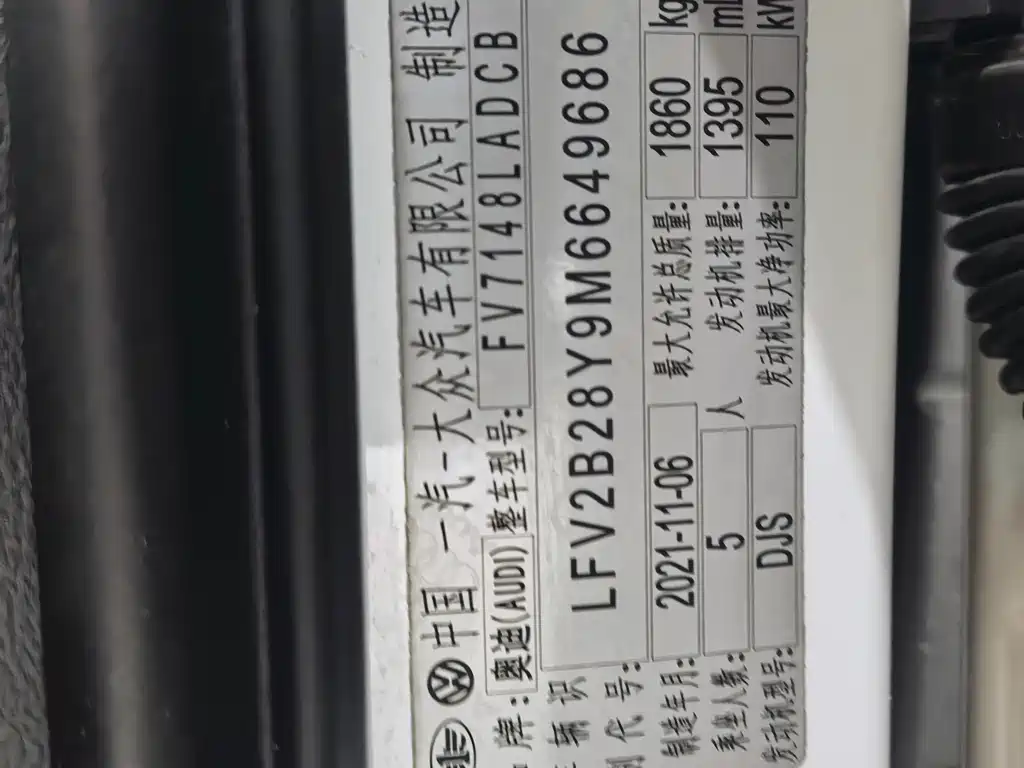 中国 一汽-大众汽车有限公司 制造
牌: 奥迪(AUDI) 整车型号: FV7148LADCB
辆识
代号: LFV2B28Y9M6649686
制造年月: 2021-11-06 最大允许总质量: 1860 kg
乘坐人数: 5 人 发动机排量: 1395 ml
发动机型号: DJS 发动机最大净功率: 110 kW